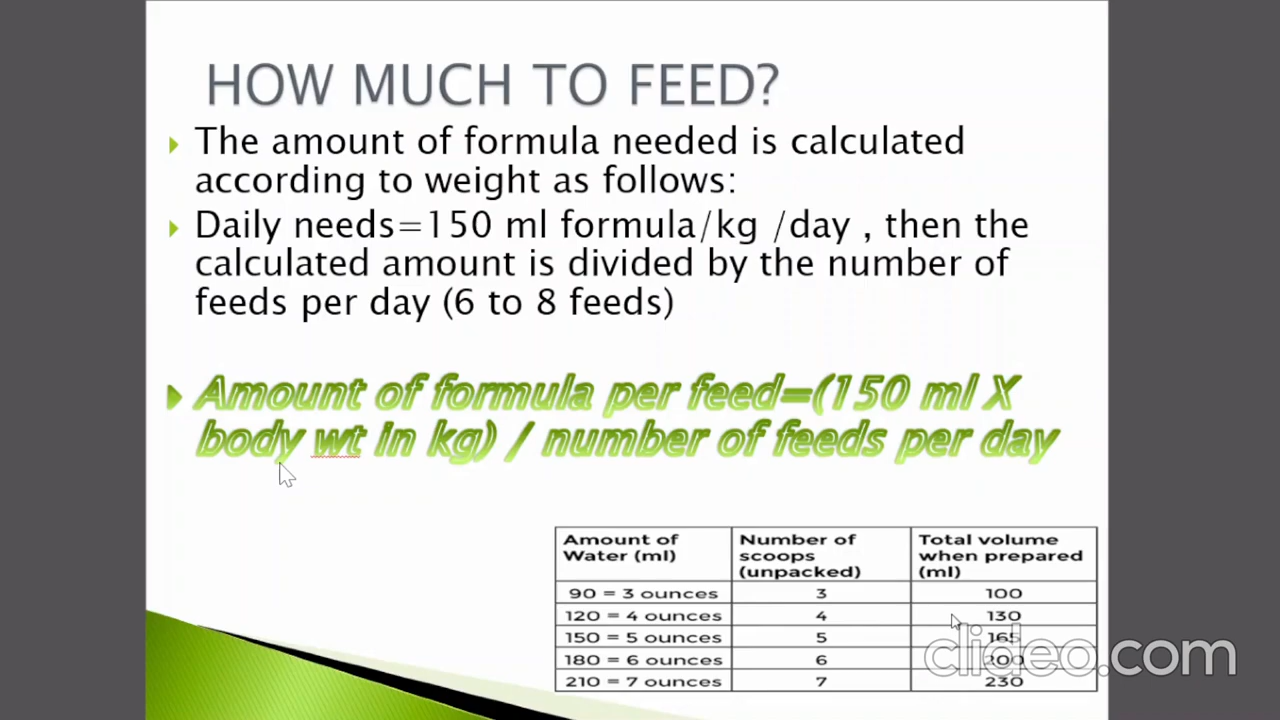 HOW MUCH TO FEED?
The amount of formula needed is calculated
according to weight as follows:
Daily needs=150 ml formula/kg /day , then the
calculated amount is divided by the number of
feeds per day (6 to 8 feeds)
Amount of formula per feed=(150 ml X
body wt in kg) / number of feeds per day
Amount of Water (ml) Number of scoops (unpacked) Total volume when prepared (ml)
90 = 3 ounces 3 100
120 = 4 ounces 4 130
150 = 5 ounces 5 165
180 = 6 ounces 6 200
210 = 7 ounces 7 230
clideo.com